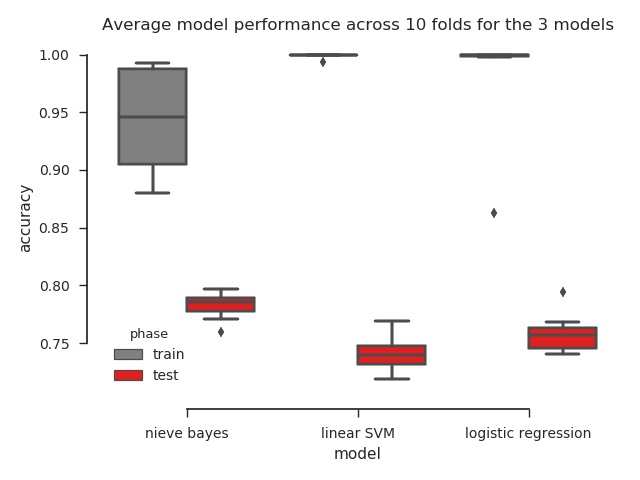 Average model performance across 10 folds for the 3 models
1.00
0.95
0.90
0.85
0.80
0.75
accuracy
phase
train
test
nieve bayes
linear SVM
logistic regression
model